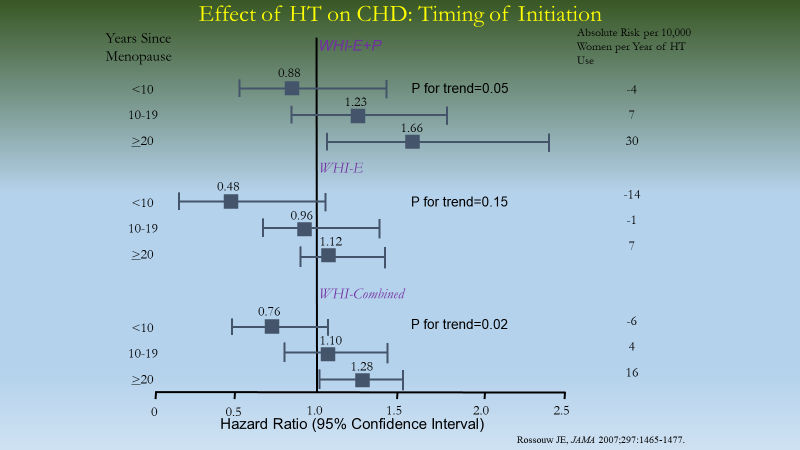 Effect of HT on CHD: Timing of Initiation
Years Since
Menopause
Absolute Risk per 10,000
Women per Year of HT
Use
WHI-E+P
<10 0.88 P for trend=0.05 -4
10-19 1.23 7
≥20 1.66 30
WHI-E
<10 0.48 P for trend=0.15 -14
10-19 0.96 -1
≥20 1.12 7
WHI-Combined
<10 0.76 P for trend=0.02 -6
10-19 1.10 4
≥20 1.28 16
0 0.5 1.0 1.5 2.0 2.5
Hazard Ratio (95% Confidence Interval)
Rossouw JE, JAMA 2007;297:1465-1477.